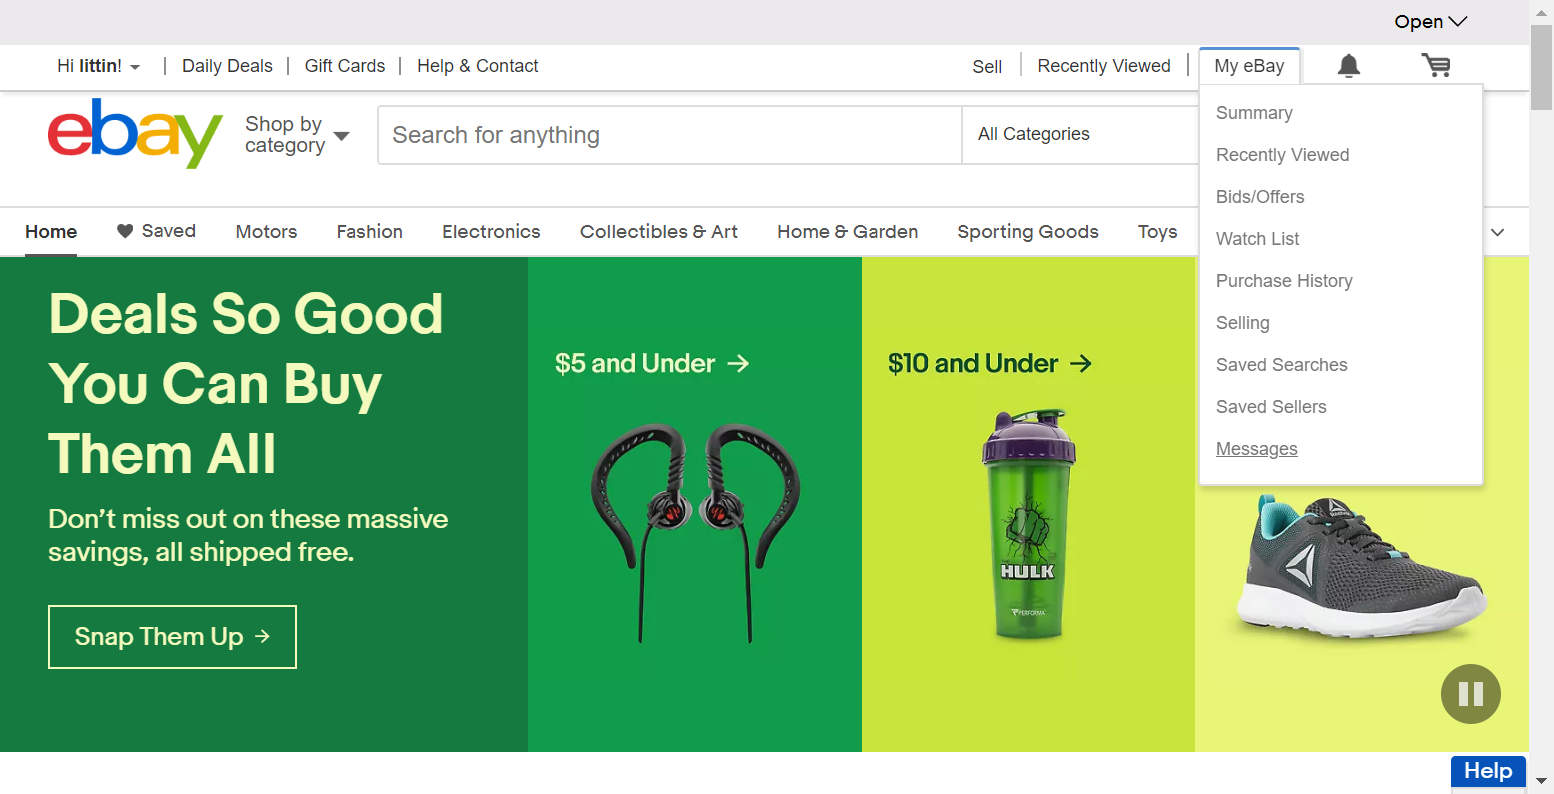 Open
Hi littin!
Daily Deals
Gift Cards
Help & Contact
Sell
Recently Viewed
My eBay
ebay
Shop by
category
Search for anything
All Categories
Summary
Recently Viewed
Bids/Offers
Watch List
Purchase History
Selling
Saved Searches
Saved Sellers
Messages
Home
Saved
Motors
Fashion
Electronics
Collectibles & Art
Home & Garden
Sporting Goods
Toys
Deals So Good
You Can Buy
Them All
Don't miss out on these massive
savings, all shipped free.
Snap Them Up →
$5 and Under →
$10 and Under →
HULK
PERFORMA
Reebok
Help